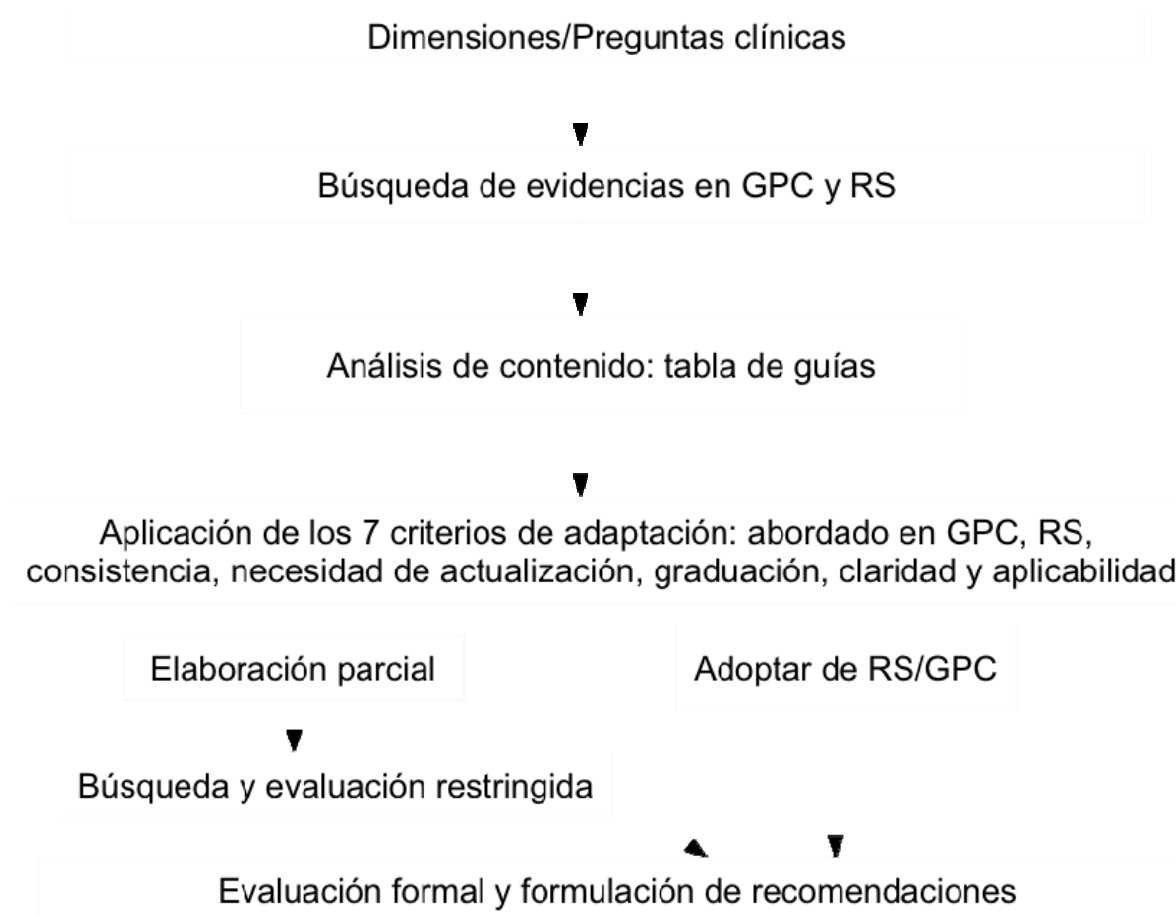 Dimensiones/Preguntas clínicas
Búsqueda de evidencias en GPC y RS
Análisis de contenido: tabla de guías
Aplicación de los 7 criterios de adaptación: abordado en GPC, RS,
consistencia, necesidad de actualización, graduación, claridad y aplicabilidad
Elaboración parcial
Adoptar de RS/GPC
Búsqueda y evaluación restringida
Evaluación formal y formulación de recomendaciones